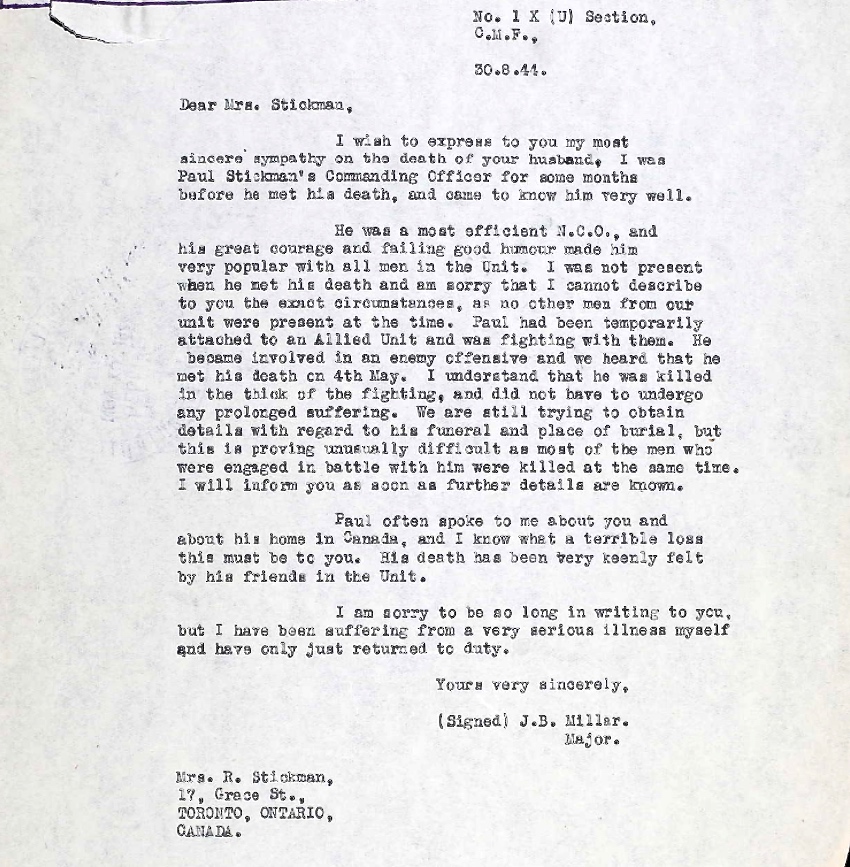 No. 1 X (U) Section,
C.M.F.,
30.8.44.
Dear Mrs. Stickman,
I wish to express to you my most
sincere sympathy on the death of your husband. I was
Paul Stickman's Commanding Officer for some months
before he met his death, and came to know him very well.
He was a most efficient N.C.O., and
his great courage and failing good humour made him
very popular with all men in the Unit. I was not present
when he met his death and am sorry that I cannot describe
to you the exact circumstances, as no other men from our
unit were present at the time. Paul had been temporarily
attached to an Allied Unit and was fighting with them. He
became involved in an enemy offensive and we heard that he
met his death on 4th May. I understand that he was killed
in the thick of the fighting, and did not have to undergo
any prolonged suffering. We are still trying to obtain
details with regard to his funeral and place of burial, but
this is proving unusually difficult as most of the men who
were engaged in battle with him were killed at the same time.
I will inform you as soon as further details are known.
Paul often spoke to me about you and
about his home in Canada, and I know what a terrible loss
this must be to you. His death has been very keenly felt
by his friends in the Unit.
I am sorry to be so long in writing to you,
but I have been suffering from a very serious illness myself
and have only just returned to duty.
Yours very sincerely,
(Signed) J.B. Millar.
Major.
Mrs. R. Stickman,
17, Grace St.,
TORONTO, ONTARIO,
CANADA.